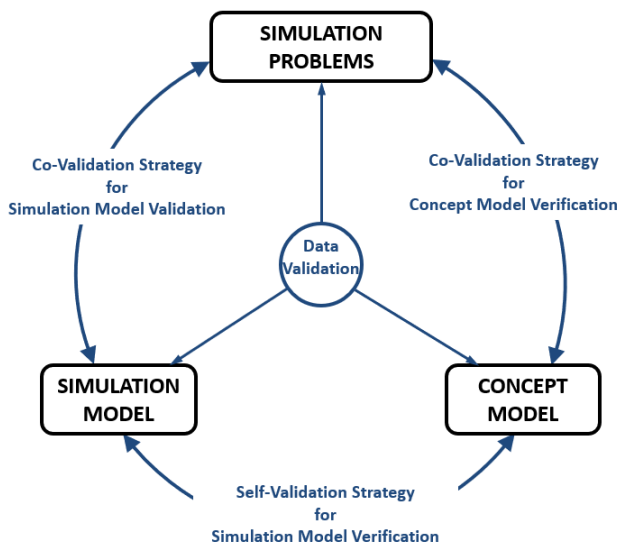 SIMULATION
PROBLEMS
Co-Validation Strategy
for
Simulation Model Validation
Co-Validation Strategy
for
Concept Model Verification
Data
Validation
SIMULATION
MODEL
CONCEPT
MODEL
Self-Validation Strategy
for
Simulation Model Verification